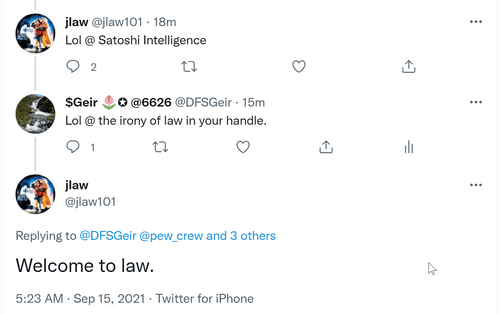 jlaw @jlaw101 · 18m
Lol @ Satoshi Intelligence
2
$Geir 🌷✪ @6626 @DFSGeir · 15m
Lol @ the irony of law in your handle.
1
jlaw
@jlaw101
Replying to @DFSGeir @pew_crew and 3 others
Welcome to law.
5:23 AM · Sep 15, 2021 · Twitter for iPhone